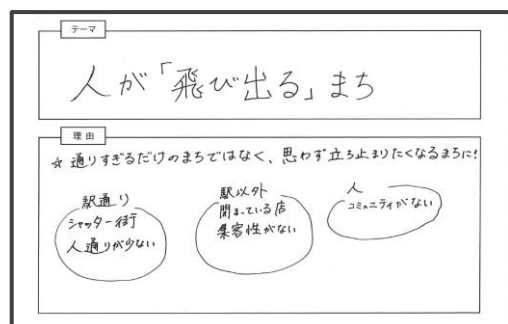 テーマ
人が「飛び出る」まち
理由
☆通りすぎるだけのまちではなく、思わず立ち止まりたくなるまちに!
駅通り
シャッター街
人通りが少ない
駅以外
閉まっている店
集客性がない
人
コミュニティがない